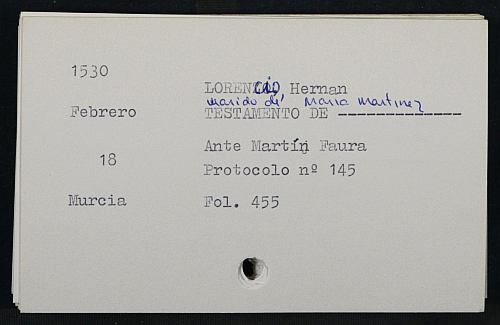 1530
LORENCIO Hernan
marido de Maria Martinez
Febrero
TESTAMENTO DE -------------
Ante Martín Faura
18
Protocolo nº 145
Murcia
Fol. 455